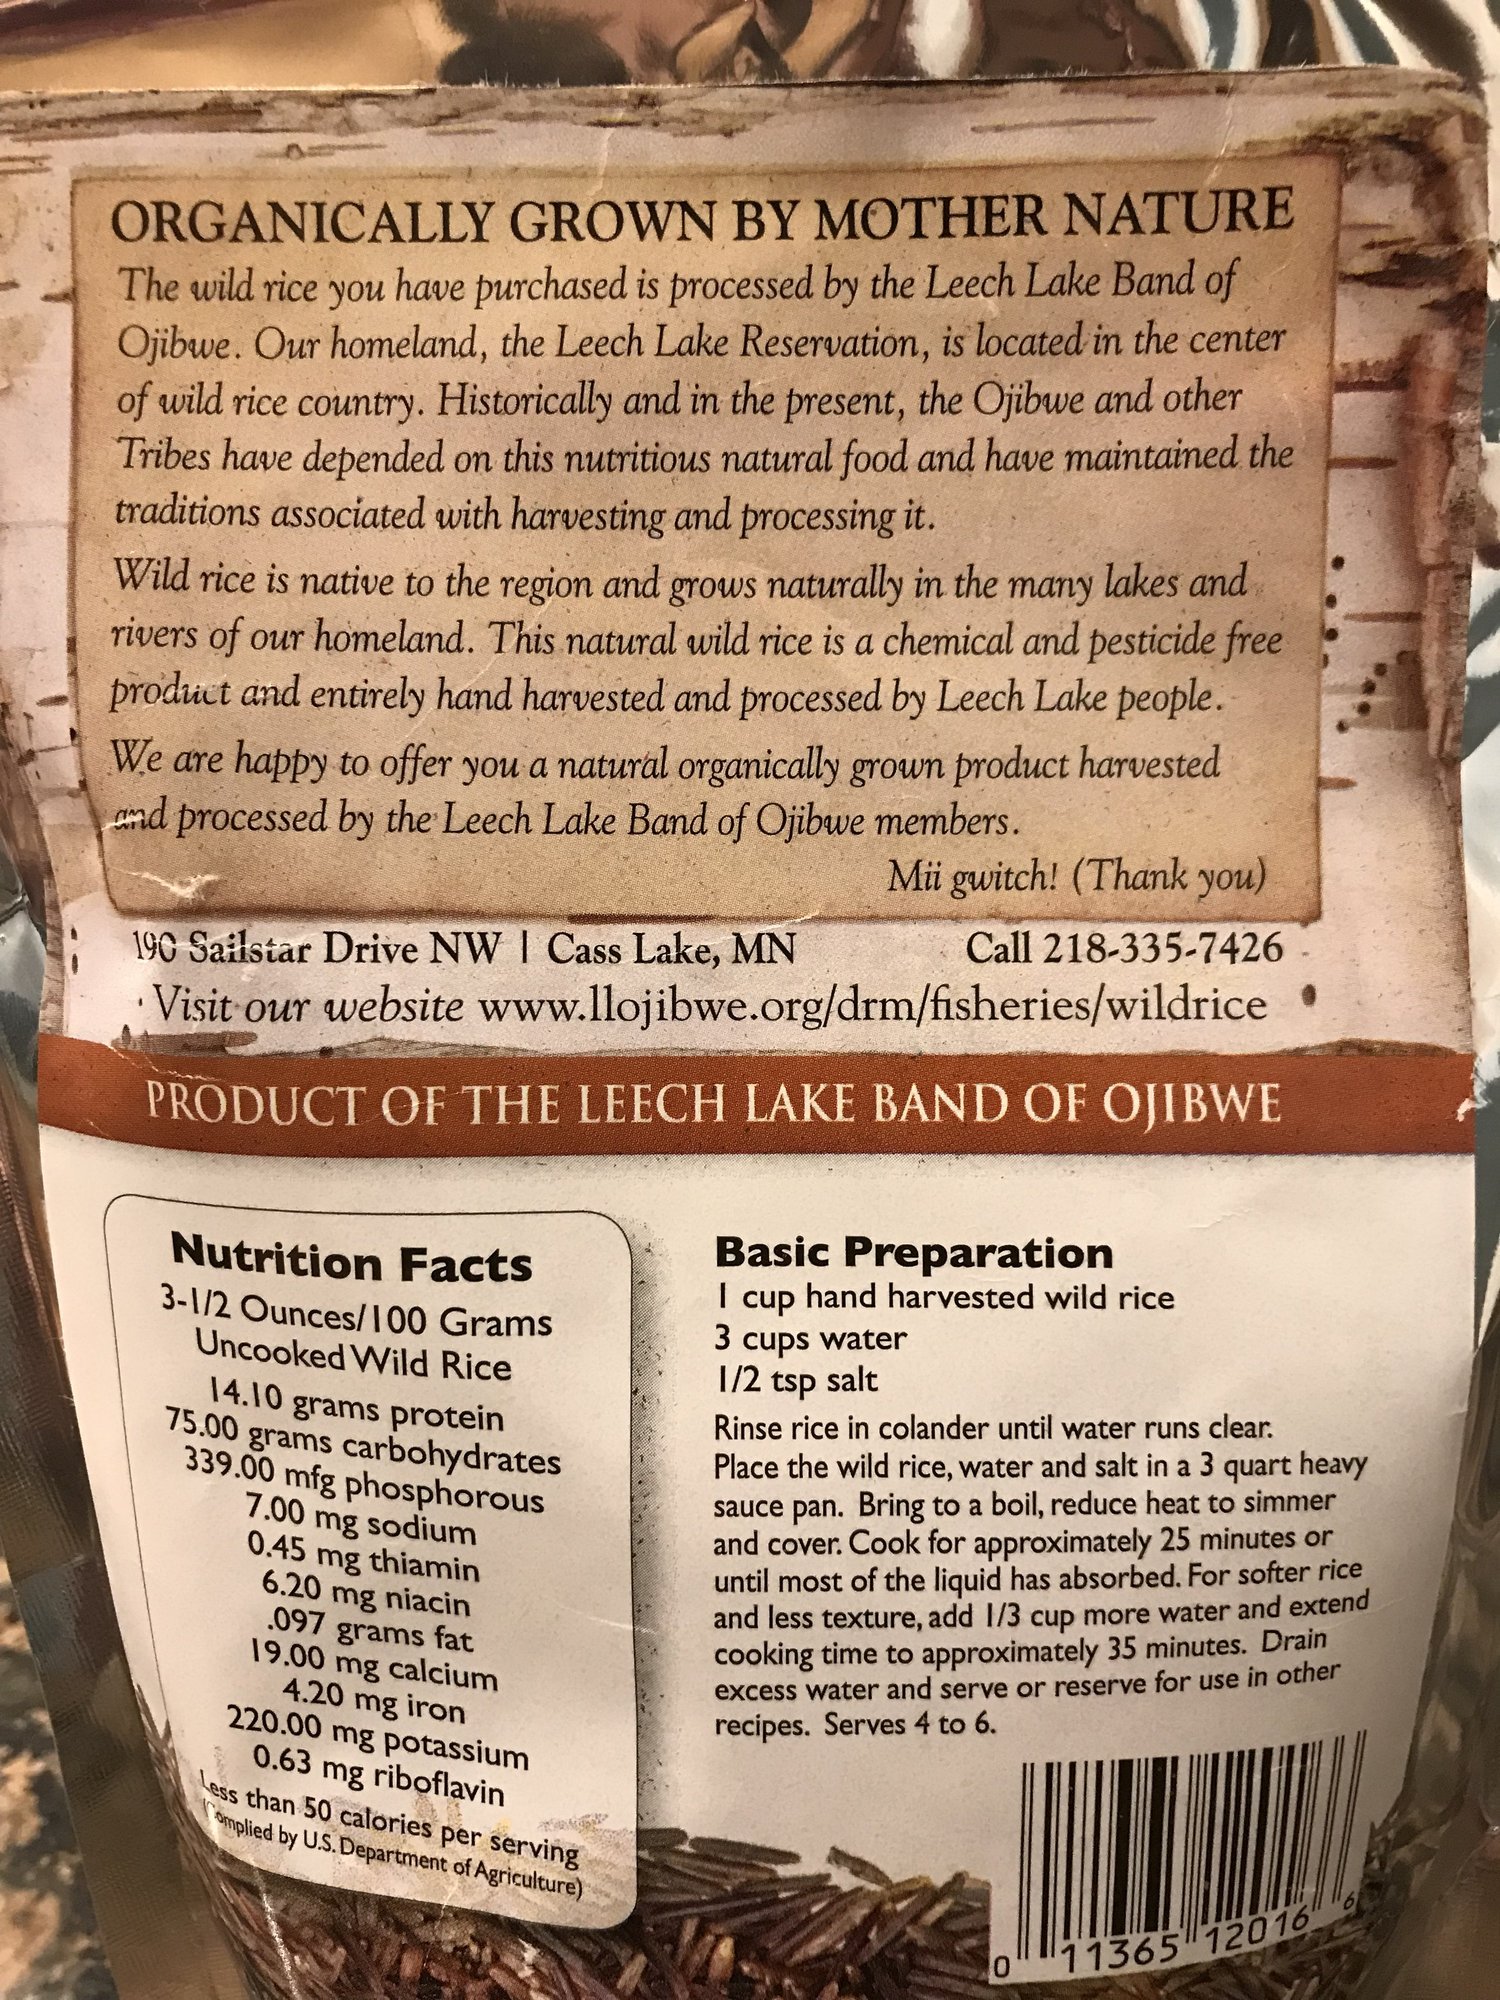 ORGANICALLY GROWN BY MOTHER NATURE
The wild rice you have purchased is processed by the Leech Lake Band of
Ojibwe. Our homeland, the Leech Lake Reservation, is located in the center
of wild rice country. Historically and in the present, the Ojibwe and other
Tribes have depended on this nutritious natural food and have maintained the
traditions associated with harvesting and processing it.
Wild rice is native to the region and grows naturally in the many lakes and
rivers of our homeland. This natural wild rice is a chemical and pesticide free
product and entirely hand harvested and processed by Leech Lake people.
We are happy to offer you a natural organically grown product harvested
and processed by the Leech Lake Band of Ojibwe members.
Mii gwitch! (Thank you)
190 Sailstar Drive NW | Cass Lake, MN Call 218-335-7426
Visit our website www.llojibwe.org/drm/fisheries/wildrice
PRODUCT OF THE LEECH LAKE BAND OF OJIBWE
Nutrition Facts
3-1/2 Ounces/100 Grams
Uncooked Wild Rice
14.10 grams protein
75.00 grams carbohydrates
339.00 mfg phosphorous
7.00 mg sodium
0.45 mg thiamin
6.20 mg niacin
.097 grams fat
19.00 mg calcium
4.20 mg iron
220.00 mg potassium
0.63 mg riboflavin
Less than 50 calories per serving
(Complied by U.S. Department of Agriculture)
Basic Preparation
1 cup hand harvested wild rice
3 cups water
1/2 tsp salt
Rinse rice in colander until water runs clear.
Place the wild rice, water and salt in a 3 quart heavy
sauce pan. Bring to a boil, reduce heat to simmer
and cover. Cook for approximately 25 minutes or
until most of the liquid has absorbed. For softer rice
and less texture, add 1/3 cup more water and extend
cooking time to approximately 35 minutes. Drain
excess water and serve or reserve for use in other
recipes. Serves 4 to 6.
0 11365 12016 6